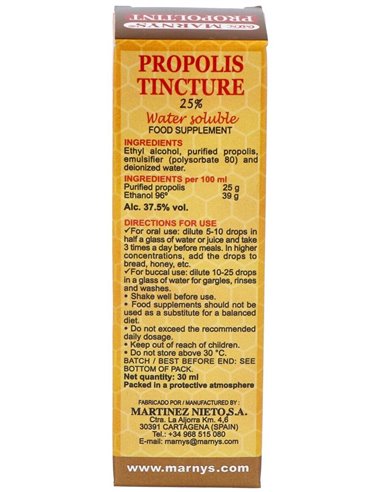 MARNYS
PROPOLTINT
PROPOLIS
TINCTURE
25%
Water soluble
FOOD SUPPLEMENT
INGREDIENTS
Ethyl alcohol, purified propolis,
emulsifier (polysorbate 80) and
deionized water.
INGREDIENTS per 100 ml
Purified propolis 25 g
Ethanol 96º 39 g
Alc. 37.5% vol.
DIRECTIONS FOR USE
✓For oral use: dilute 5-10 drops in
half a glass of water or juice and take
3 times a day before meals. In higher
concentrations, add the drops to
bread, honey, etc.
✓For buccal use: dilute 10-25 drops
in a glass of water for gargles, rinses
and washes.
• Shake well before use.
• Food supplements should not be
used as a substitute for a balanced
diet.
• Do not exceed the recommended
daily dosage.
• Keep out of reach of children.
• Do not store above 30 °C.
BATCH / BEST BEFORE END: SEE
BOTTOM OF PACK.
Net quantity: 30 ml
Packed in a protective atmosphere
FABRICADO POR / MANUFACTURED BY :
MARTINEZ NIETO,S.A.
Ctra. La Aljorra Km. 4,6
30391 CARTAGENA (SPAIN)
Tel.: +34 968 515 080
E-mail: marnys@marnys.com
www.marnys.com